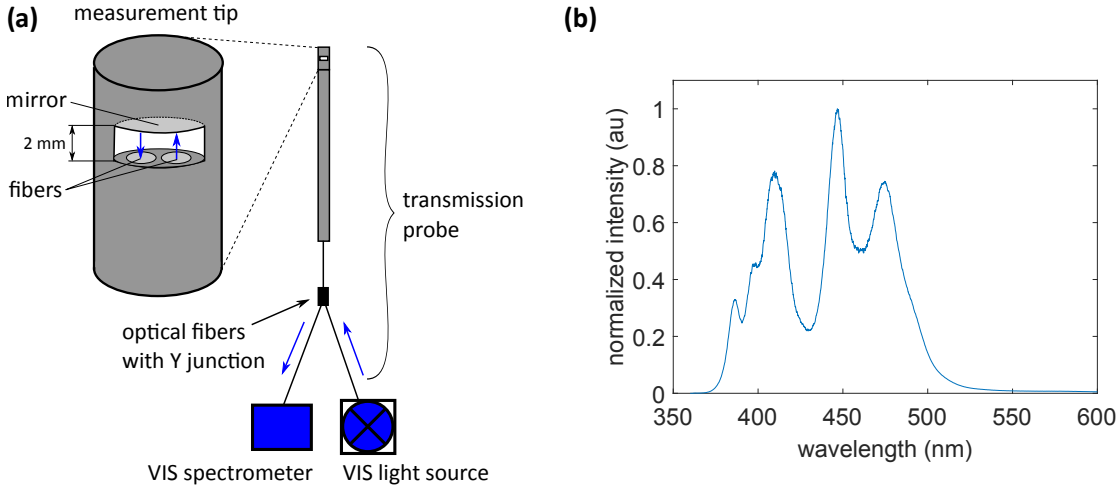 (a)
measurement tip
mirror
2 mm
fibers
transmission
probe
optical fibers
with Y junction
VIS spectrometer
VIS light source
(b)
normalized intensity (au)
1
0.8
0.6
0.4
0.2
0
350
400
450
500
550
600
wavelength (nm)